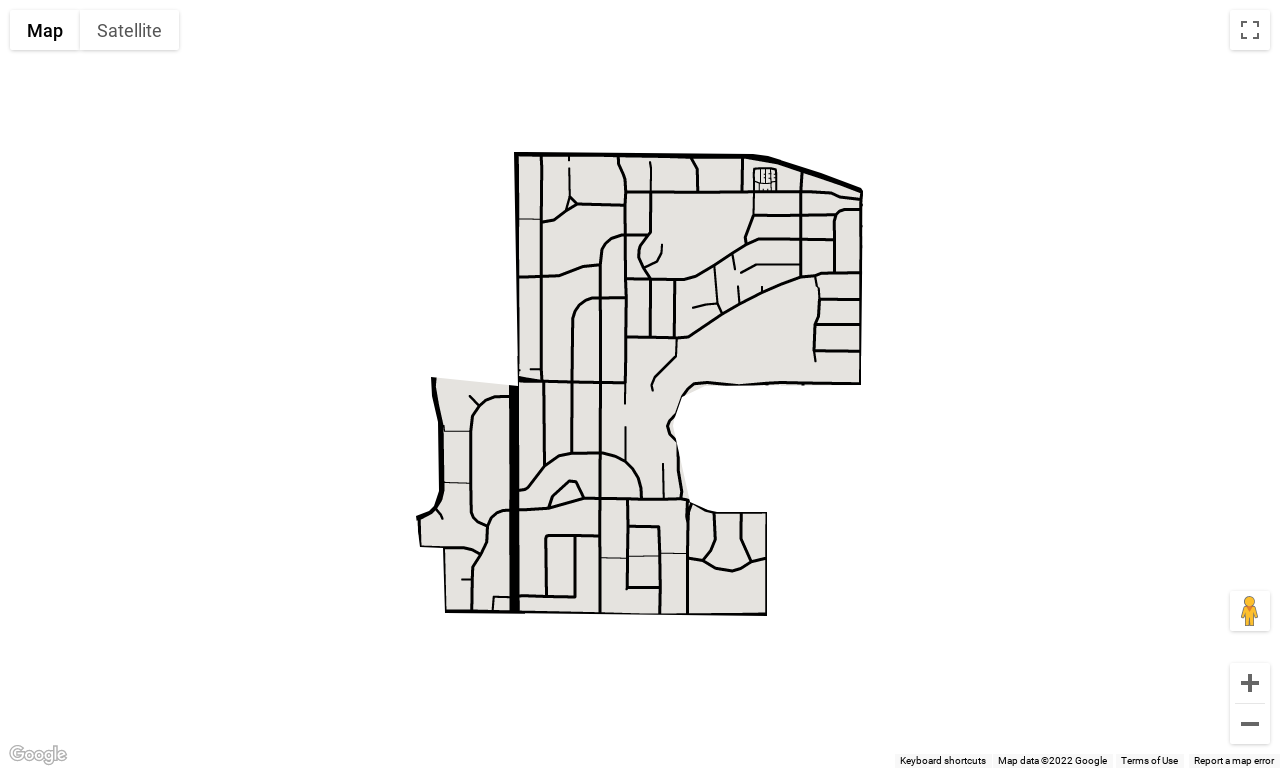 Map Satellite
Google
Keyboard shortcuts Map data ©2022 Google Terms of Use Report a map error